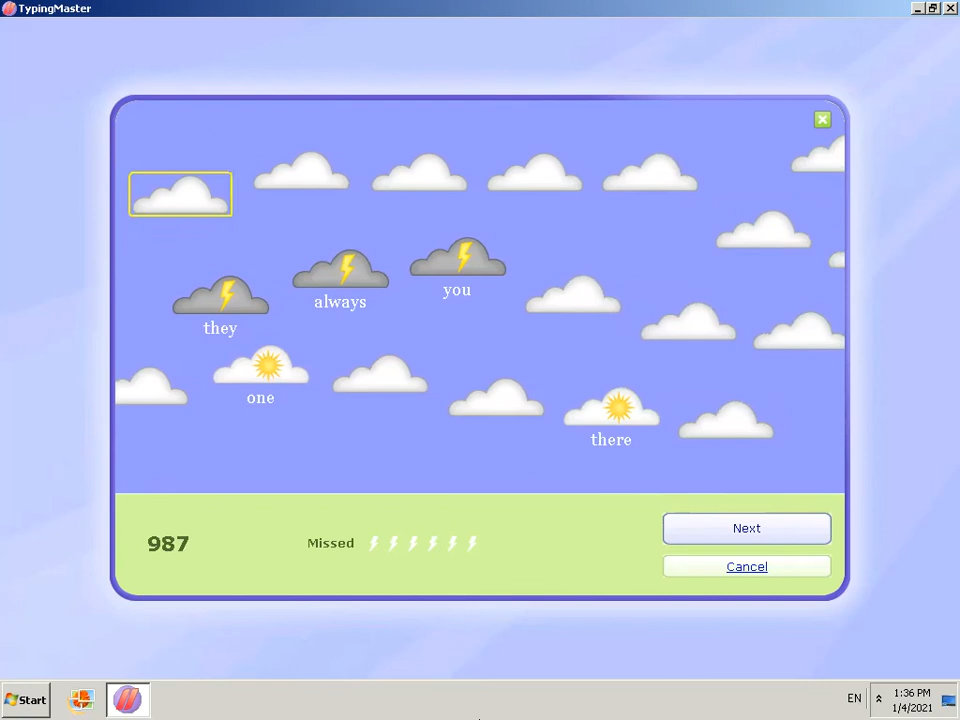 TypingMaster
you
always
they
one
there
987
Missed
Next
Cancel
Start
EN
1:36 PM
1/4/2021